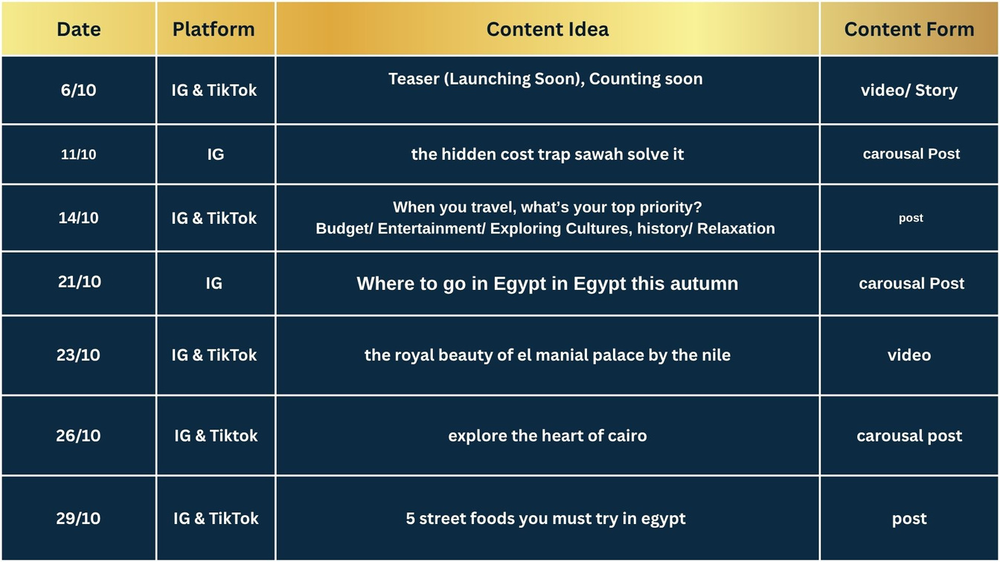 Date Platform Content Idea Content Form
6/10 IG & TikTok Teaser (Launching Soon), Counting soon video/ Story
11/10 IG the hidden cost trap sawah solve it carousal Post
14/10 IG & TikTok When you travel, what’s your top priority?
Budget/ Entertainment/ Exploring Cultures, history/ Relaxation post
21/10 IG Where to go in Egypt in Egypt this autumn carousal Post
23/10 IG & TikTok the royal beauty of el manial palace by the nile video
26/10 IG & Tiktok explore the heart of cairo carousal post
29/10 IG & TikTok 5 street foods you must try in egypt post